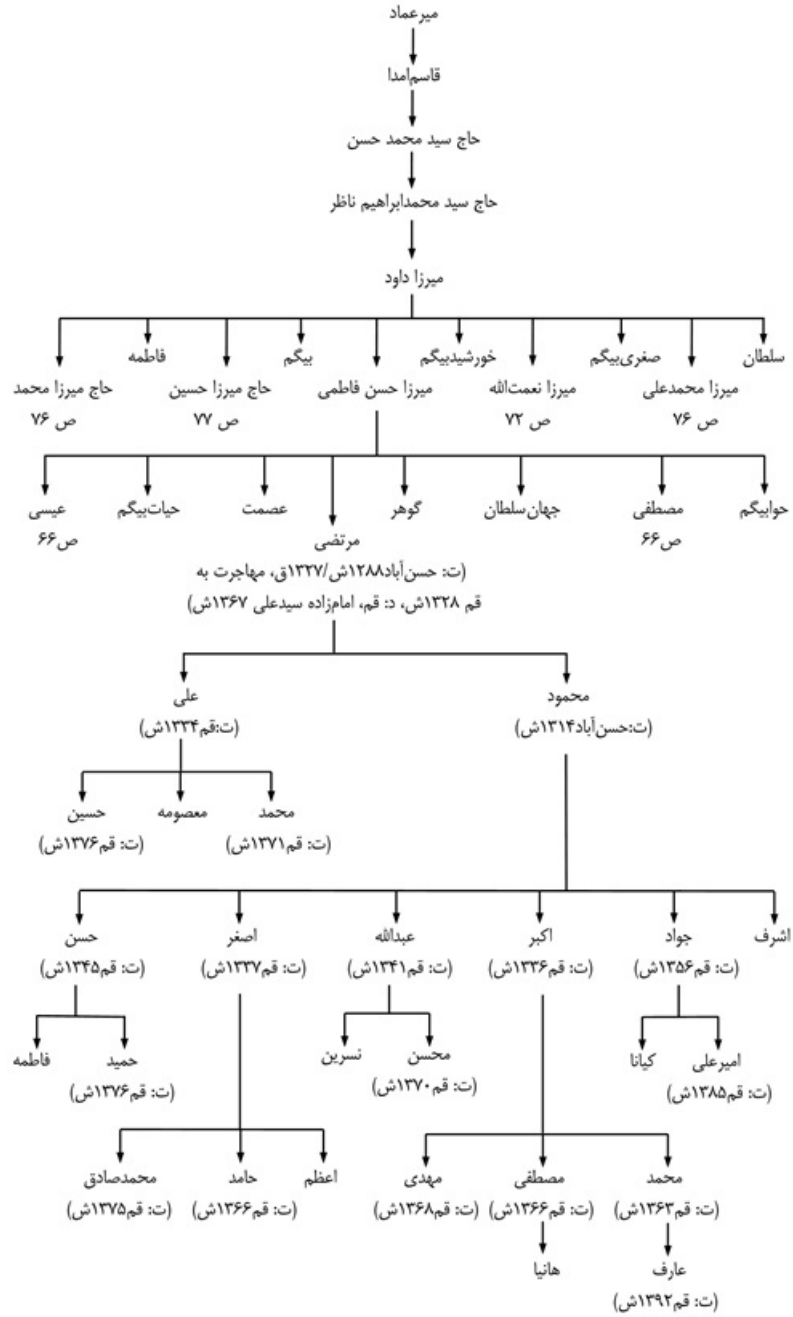 میرعماد
قاسم‌امدا
حاج سید محمد حسن
حاج سید محمدابراهیم ناظر
میرزا داود
سلطان
صغری‌بیگم
خورشیدبیگم
بیگم
فاطمه
میرزا محمدعلی
میرزا نعمت‌الله
میرزا حسن فاطمی
حاج میرزا حسین
حاج میرزا محمد
ص ۷۶
ص ۷۲
ص ۷۷
ص ۷۶
حوابیگم
مصطفی
جهان‌سلطان
گوهر
عصمت
حیات‌بیگم
عیسی
ص۶۶
ص۶۶
مرتضی
(ت: حسن‌آباد۱۲۸۸ش/۱۳۲۷ق، مهاجرت به
قم ۱۳۲۸ش، د: قم، امام‌زاده سیدعلی ۱۳۶۷ش)
محمود
علی
(ت:حسن‌آباد۱۳۱۴ش)
(ت:قم۱۳۳۴ش)
محمد
معصومه
حسین
(ت: قم۱۳۷۱ش)
(ت: قم۱۳۷۶ش)
اشرف
جواد
اکبر
عبدالله
اصغر
حسن
(ت: قم۱۳۵۶ش)
(ت: قم۱۳۳۶ش)
(ت: قم۱۳۴۱ش)
(ت: قم۱۳۳۷ش)
(ت: قم۱۳۴۵ش)
امیرعلی
کیانا
محسن
نسرین
حمید
فاطمه
(ت: قم۱۳۸۵ش)
(ت: قم۱۳۷۰ش)
(ت: قم۱۳۷۶ش)
محمد
مصطفی
مهدی
اعظم
حامد
محمدصادق
(ت: قم۱۳۶۳ش)
(ت: قم۱۳۶۶ش)
(ت: قم۱۳۶۸ش)
(ت: قم۱۳۶۶ش)
(ت: قم۱۳۷۵ش)
عارف
هانیا
(ت: قم۱۳۹۲ش)